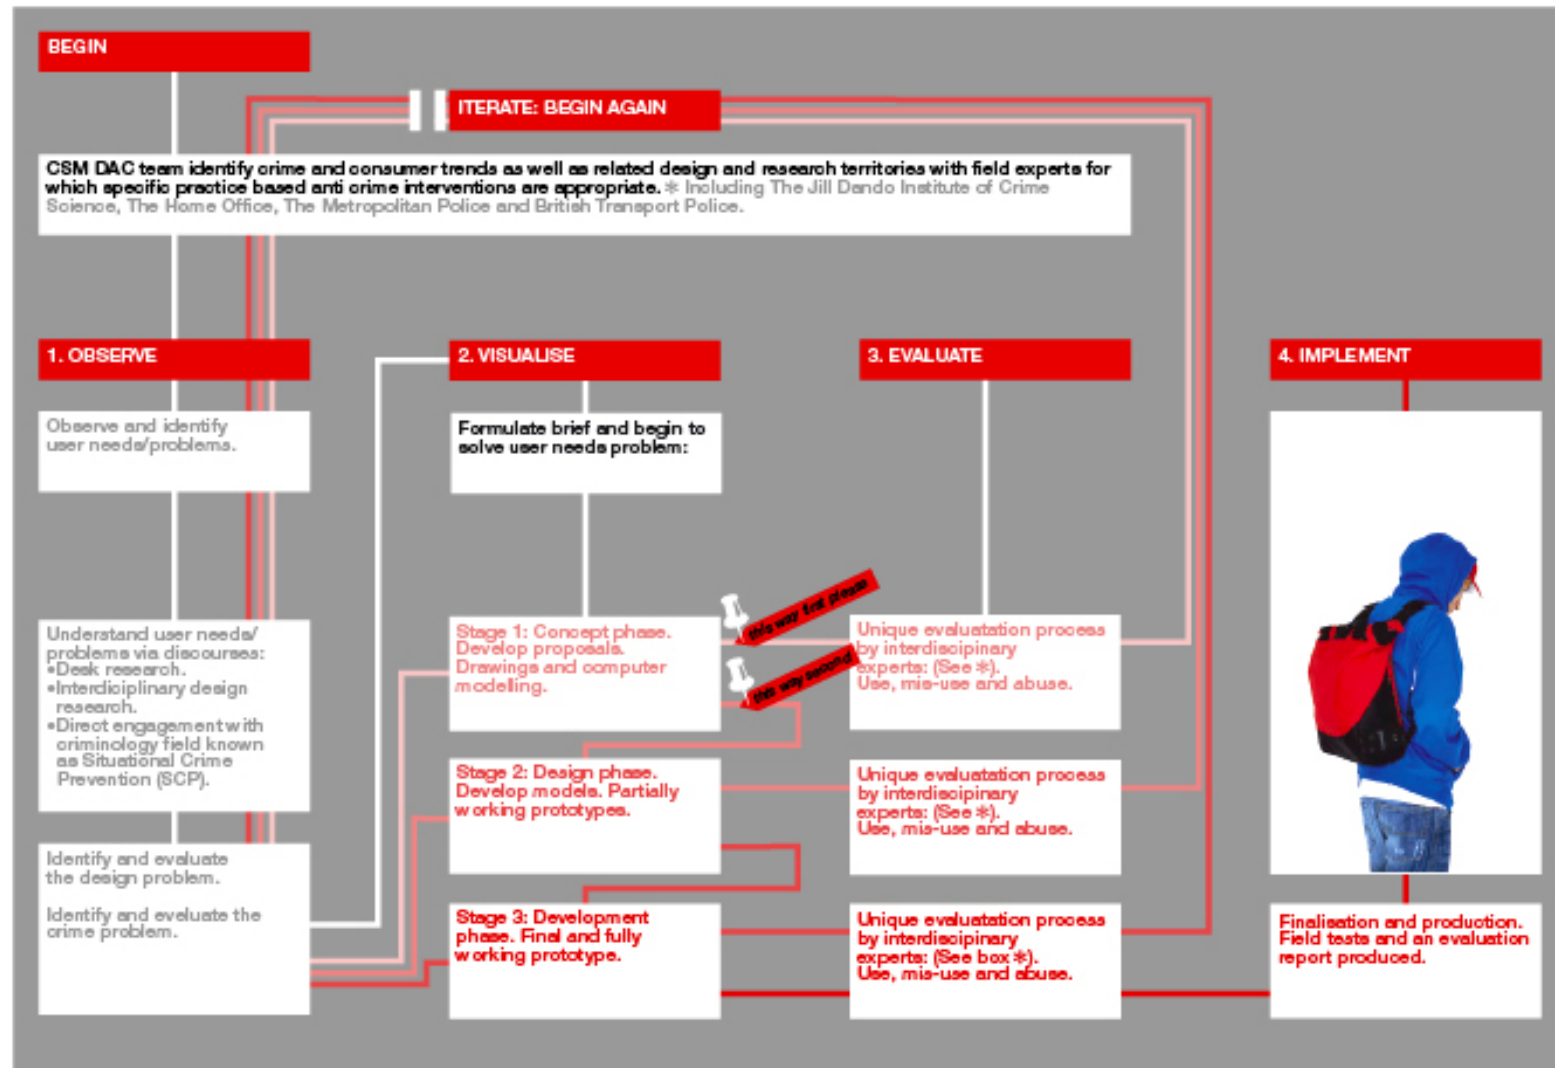 BEGIN
ITERATE: BEGIN AGAIN
CSM DAC team identify crime and consumer trends as well as related design and research territories with field experts for
which specific practice based anti crime interventions are appropriate. * Including The Jill Dando Institute of Crime
Science, The Home Office, The Metropolitan Police and British Transport Police.
1. OBSERVE
Observe and identify
user needs/problems.
Understand user needs/
problems via discourses:
•Desk research.
•Interdiciplinary design
research.
•Direct engagement with
criminology field known
as Situational Crime
Prevention (SCP).
Identify and evaluate
the design problem.
Identify and eveluate the
crime problem.
2. VISUALISE
Formulate brief and begin to
solve user needs problem:
Stage 1: Concept phase.
Develop proposals.
Drawings and computer
modelling.
this way first please
this way second
Stage 2: Design phase.
Develop models. Partially
working prototypes.
Stage 3: Development
phase. Final and fully
working prototype.
3. EVALUATE
Unique evaluatation process
by interdisciplinary
experts: (See *).
Use, mis-use and abuse.
Unique evaluatation process
by interdiscipinary
experts: (See *).
Use, mis-use and abuse.
Unique evaluatation process
by interdiscipinary
experts: (See box *).
Use, mis-use and abuse.
4. IMPLEMENT
Finalisation and production.
Field tests and an evaluation
report produced.